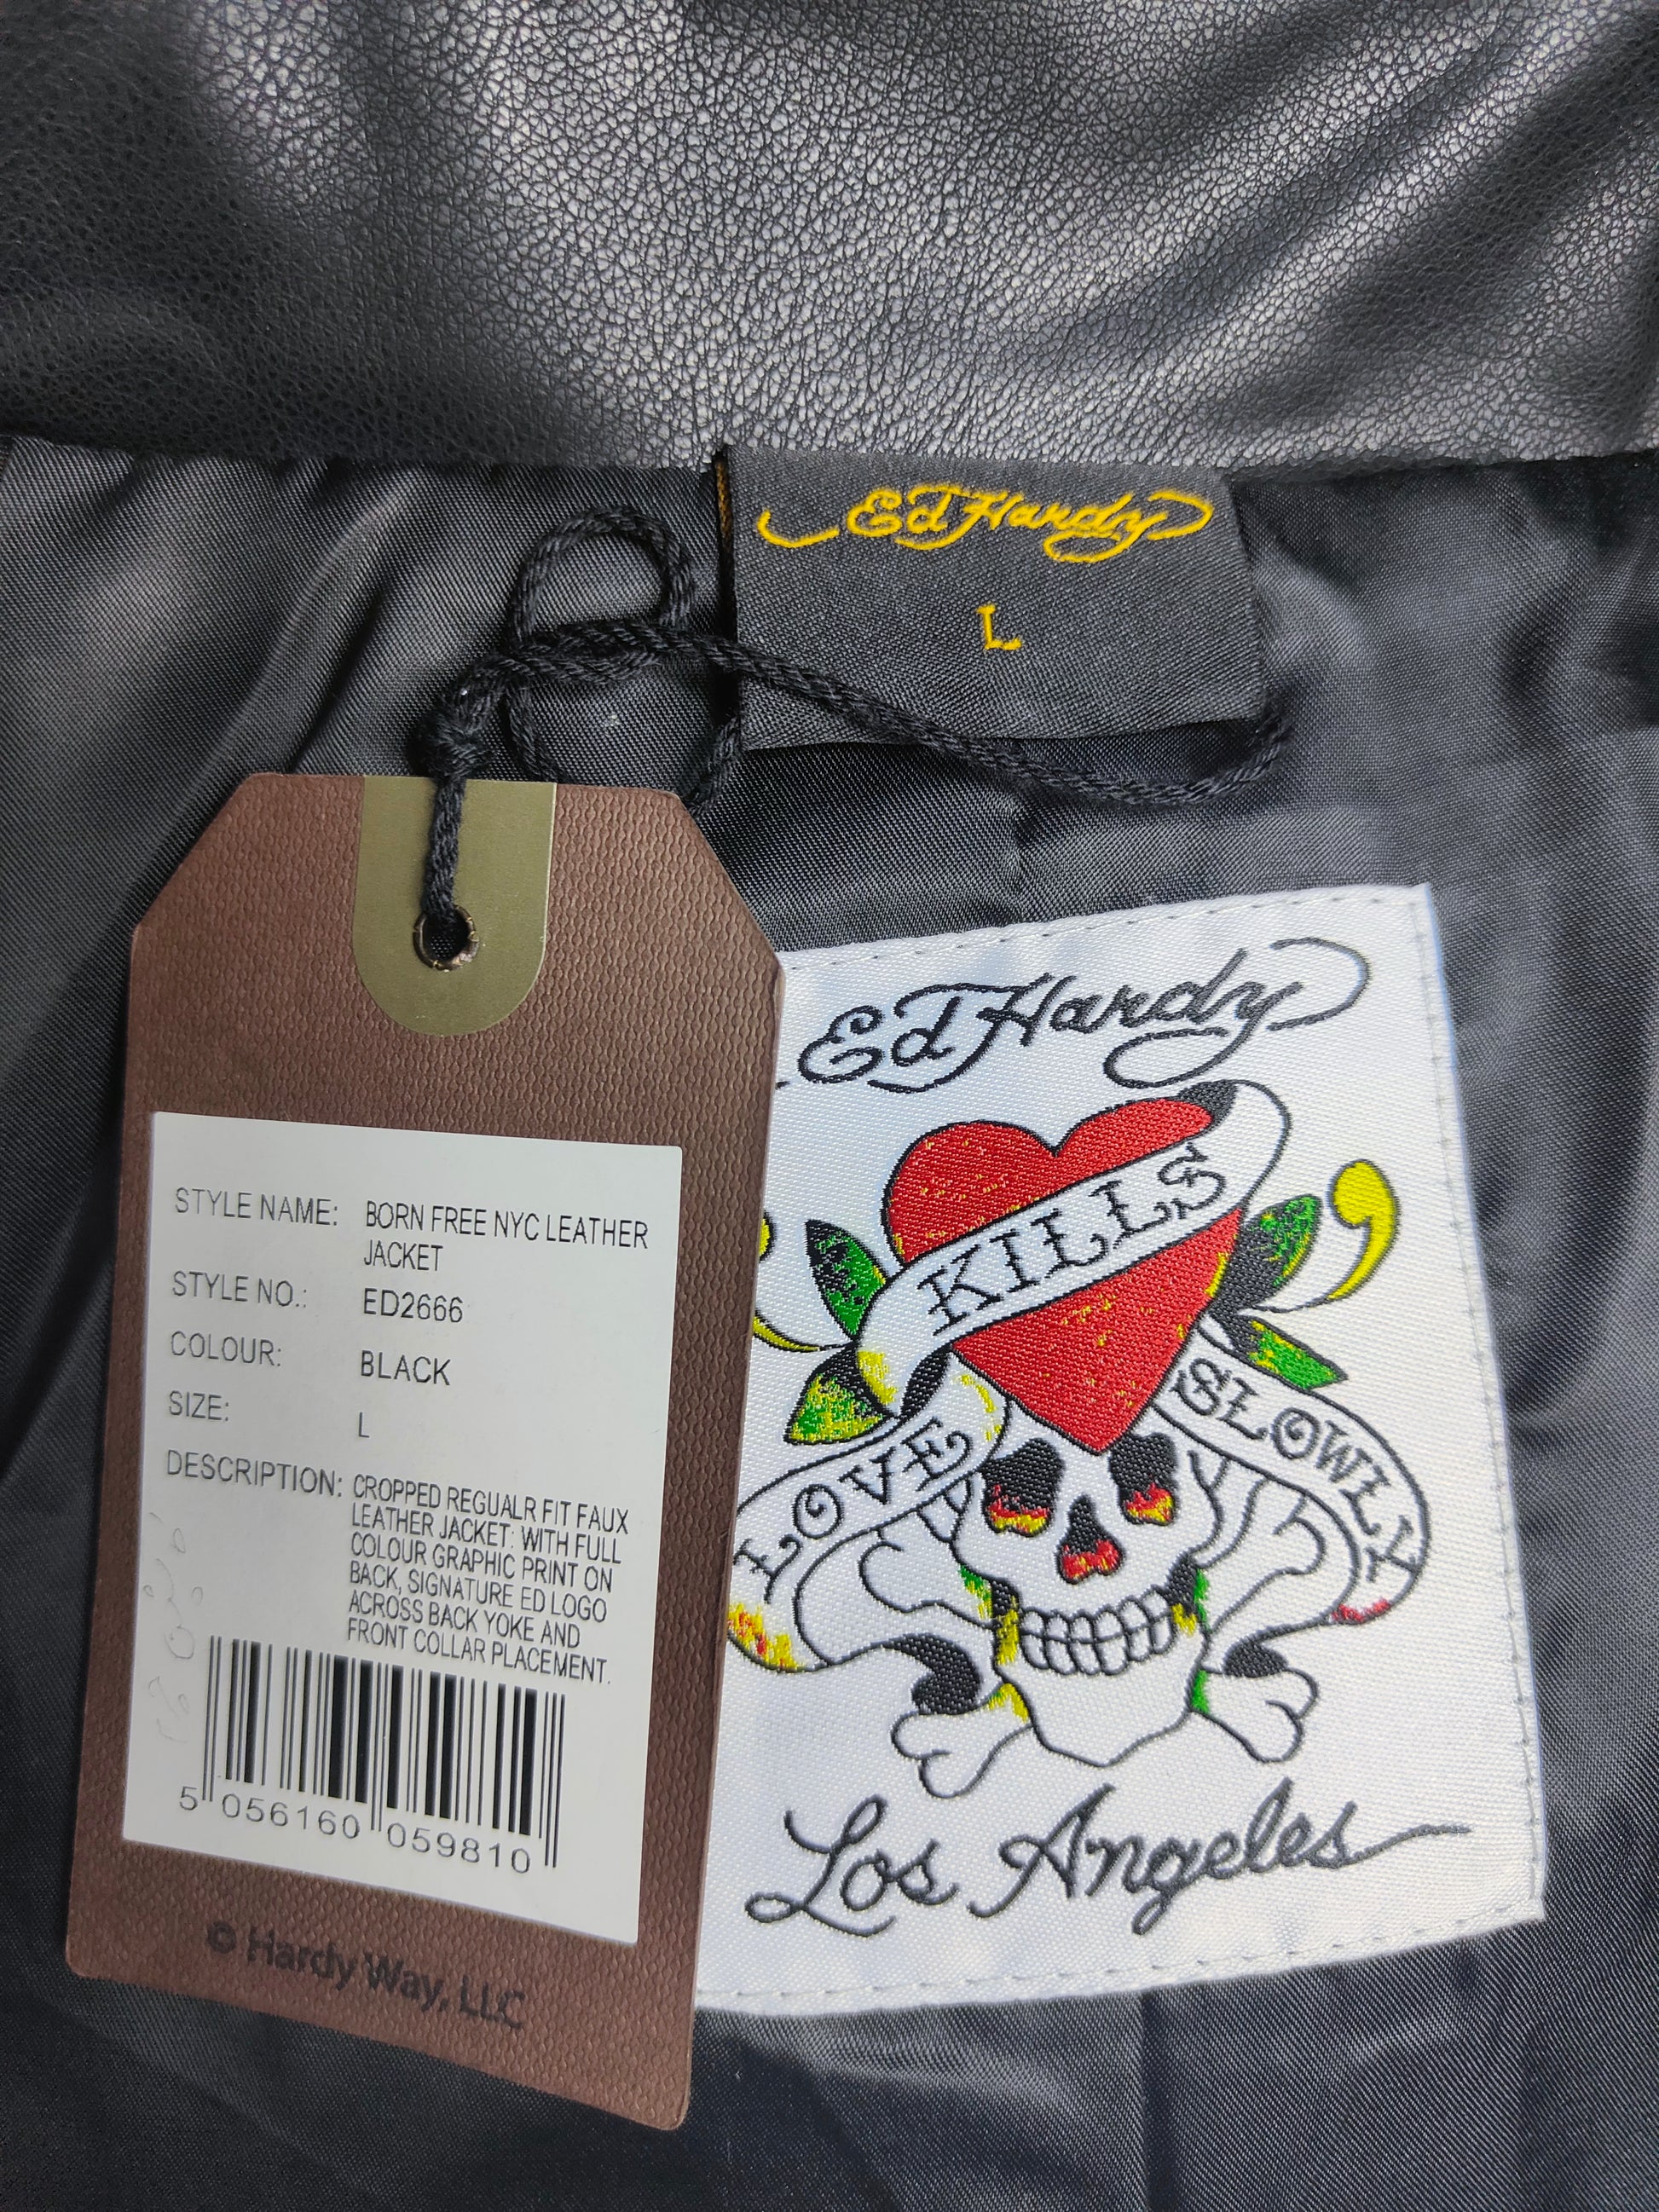 Ed Hardy
L
STYLE NAME: BORN FREE NYC LEATHER
JACKET
STYLE NO.: ED2666
COLOUR: BLACK
SIZE: L
DESCRIPTION: CROPPED REGUALR FIT FAUX
LEATHER JACKET: WITH FULL
COLOUR GRAPHIC PRINT ON
BACK, SIGNATURE ED LOGO
ACROSS BACK YOKE AND
FRONT COLLAR PLACEMENT.
5 056160 059810
© Hardy Way, LLC
Ed Hardy
LOVE
KILLS
SLOWLY
Los Angeles